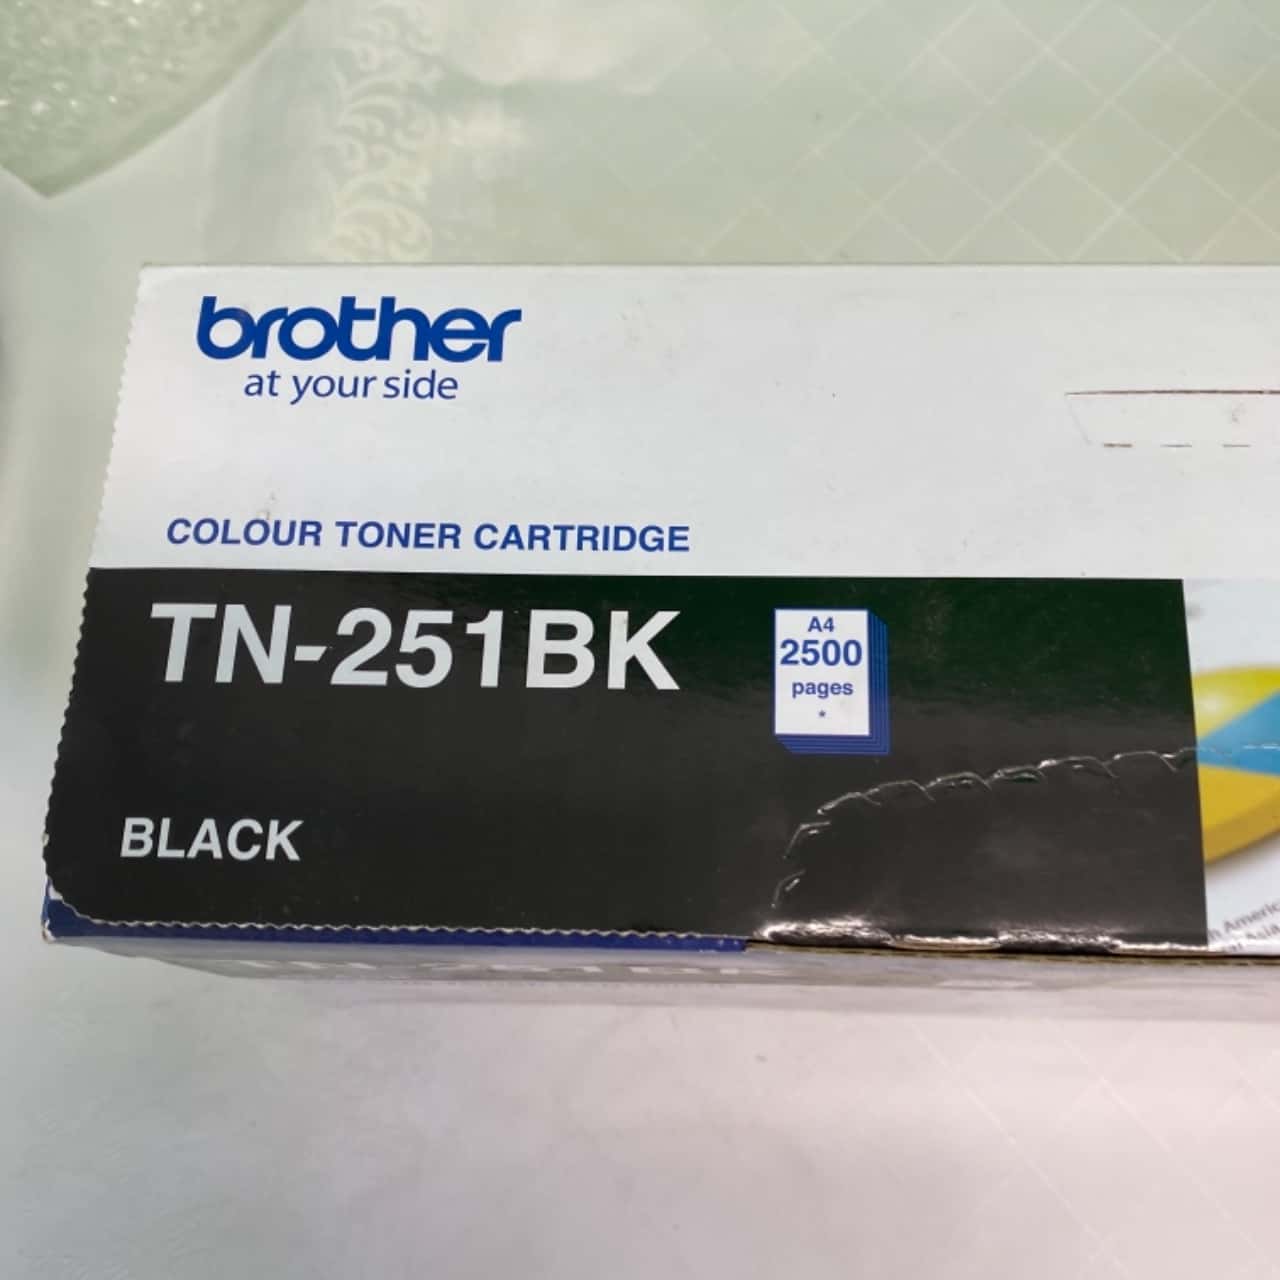 brother
at your side
COLOUR TONER CARTRIDGE
TN-251BK
A4
2500
pages
*
BLACK